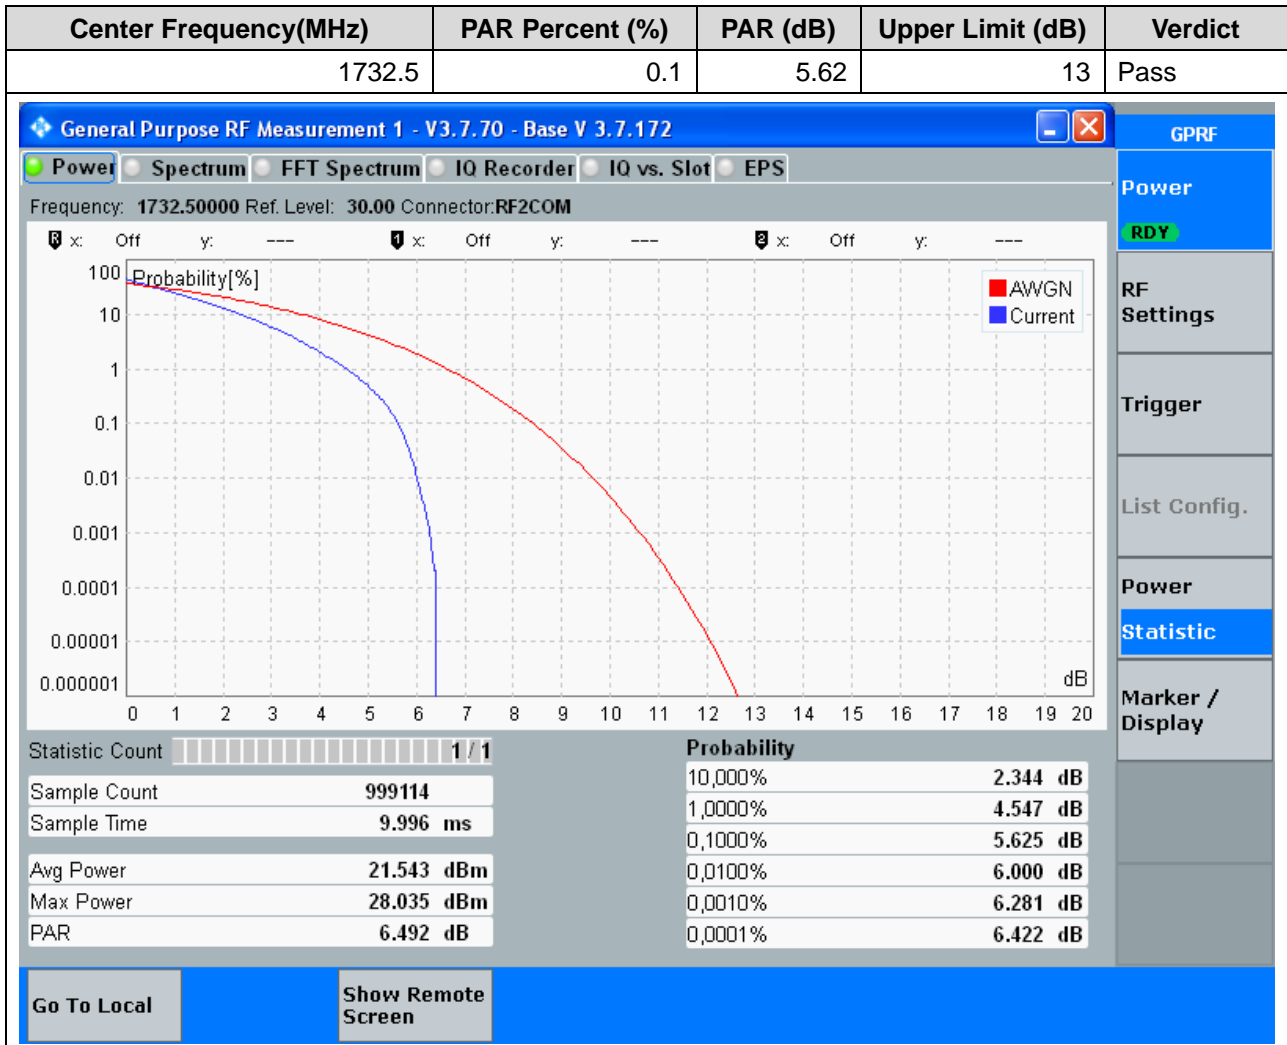 Center Frequency(MHz) PAR Percent (%) PAR (dB) Upper Limit (dB) Verdict
1732.5 0.1 5.62 13 Pass
General Purpose RF Measurement 1 - V3.7.70 - Base V 3.7.172
GPRF
Power Spectrum FFT Spectrum IQ Recorder IQ vs. Slot EPS
Frequency: 1732.50000 Ref. Level: 30.00 Connector:RF2COM
R x: Off y: --- 1 x: Off y: --- 2 x: Off y: ---
Probability[%]
AWGN
Current
100
10
1
0.1
0.01
0.001
0.0001
0.00001
0.000001
dB
0 1 2 3 4 5 6 7 8 9 10 11 12 13 14 15 16 17 18 19 20
Statistic Count 1 / 1
Sample Count 999114
Sample Time 9.996 ms
Avg Power 21.543 dBm
Max Power 28.035 dBm
PAR 6.492 dB
Probability
10,000% 2.344 dB
1,0000% 4.547 dB
0,1000% 5.625 dB
0,0100% 6.000 dB
0,0010% 6.281 dB
0,0001% 6.422 dB
Power
RDY
RF
Settings
Trigger
List Config.
Power
Statistic
Marker /
Display
Go To Local
Show Remote
Screen